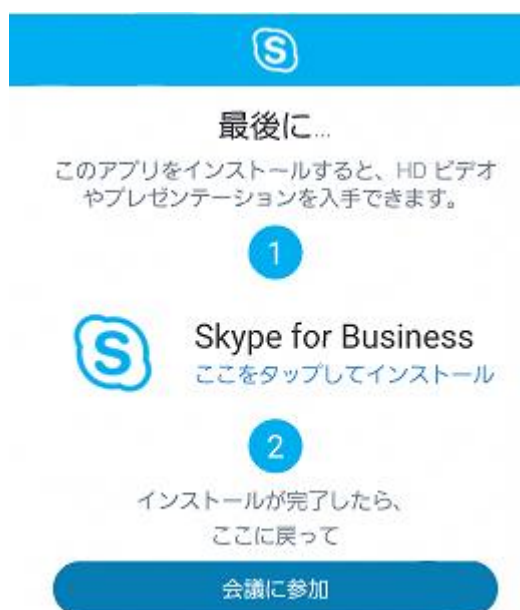 最後に...
このアプリをインストールすると、HD ビデオ
やプレゼンテーションを入手できます。
1
Skype for Business
ここをタップしてインストール
2
インストールが完了したら、
ここに戻って
会議に参加